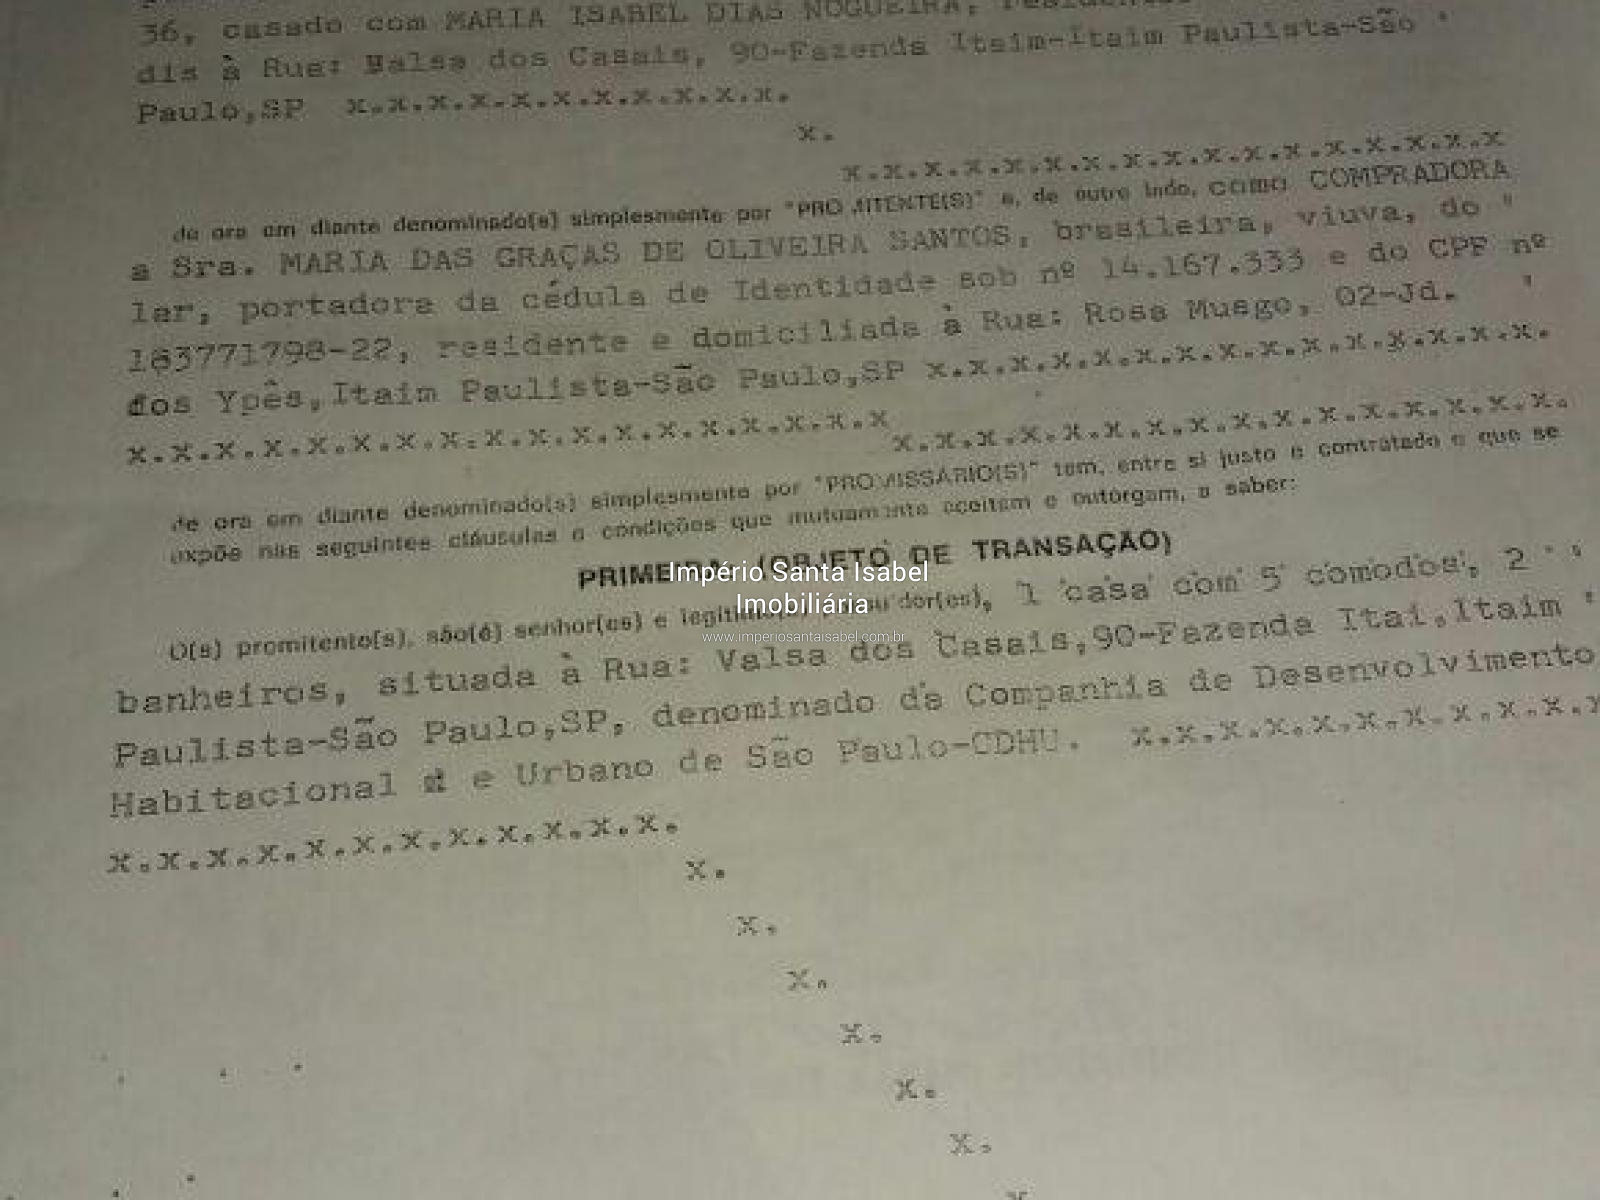 36, casado com MARIA ISABEL DIAS NOGUEIRA,
dis à Rua: Valsa dos Casais, 90-Fazenda Itaim-Itaim Paulista-São '
Paulo,SP x.x.x.x.x.x.x.x.x.x.x.
x.
x.x.x.x.x.x.x.x.x.x.x.x.x.x.x.x.x
de ora em diante denominado(s) simplesmente por "PROMITENTE(S)" e, de outro lado, COMO COMPRADORA
a Sra. MARIA DAS GRAÇAS DE OLIVEIRA SANTOS, brasileira, viuva, do "
lar, portadora da cédula de Identidade sob nº 14.167.333 e do CPF nº
183771798-22, residente e domiciliada à Rua: Rosa Musgo, 02-Jd. '
dos Ypês,Itaim Paulista-São Paulo,SP x.x.x.x.x.x.x.x.x.x.x.x.x.x.x.
x.x.x.x.x.x.x.x.x.x.x.x.x.x.x.x.x.x
x.x.x.x.x.x.x.x.x.x.x.x.x.x.x.x.
de ora em diante denominado(s) simplesmente por "PROMISSÁRIO(S)" tem, entre si justo e contratado o que se
expõe nas seguintes cláusulas e condições que mutuamente aceitam e outorgam, a saber:
PRIMEIRA (OBJETO DE TRANSAÇÃO)
O(s) promitente(s), são(é) senhor(es) e legítimo(s) possuidor(es), 1 casa com 5 comodos, 2 ' '
banheiros, situada à Rua: Valsa dos Casais,90-Fazenda Itai,Itaim '
Paulista-São Paulo,SP, denominado da Companhia de Desenvolvimento
Habitacional e Urbano de São Paulo-CDHU. x.x.x.x.x.x.x.x.x.x.x
x.x.x.x.x.x.x.x.x.x.x.x.
x.
x.
x.
x.
x.
x.
x
Império Santa Isabel
Imobiliária
www.imperiosantaisabel.com.br